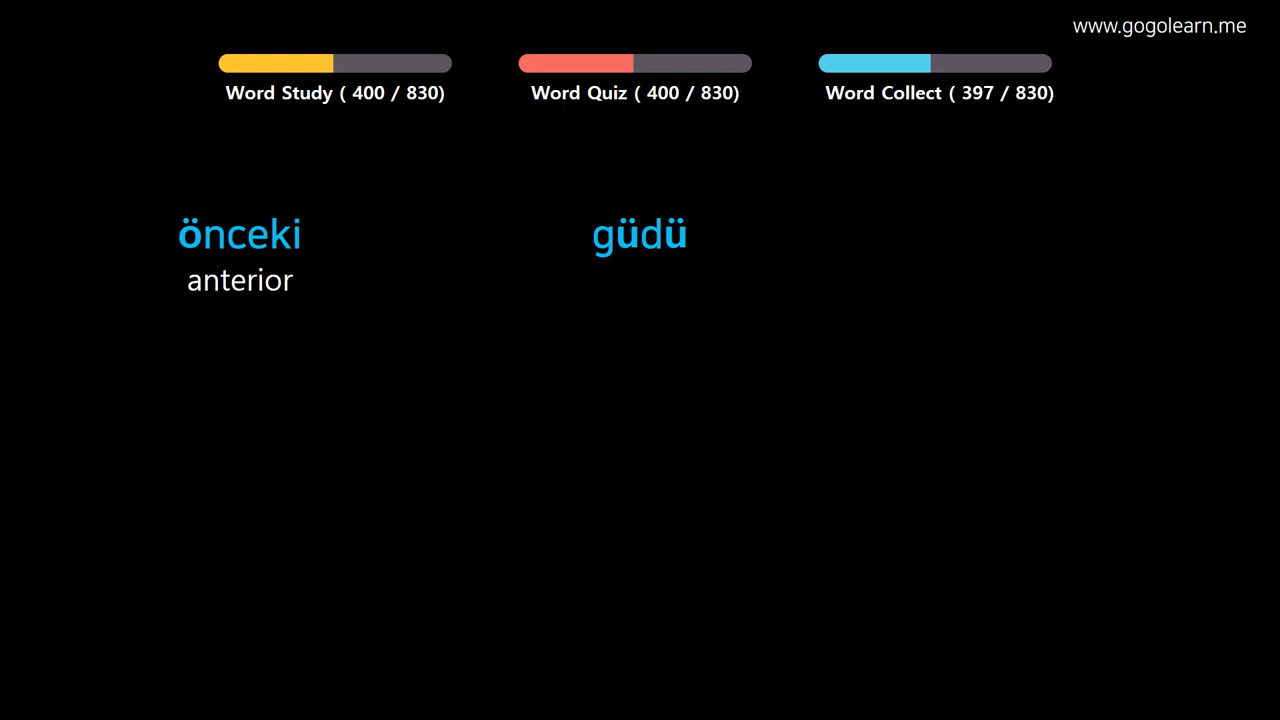 www.gogolearn.me
Word Study ( 400 / 830)
Word Quiz ( 400 / 830)
Word Collect ( 397 / 830)
önceki
güdü
anterior